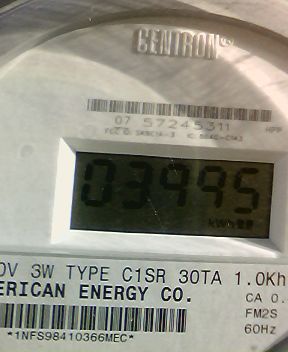 CENTRON®
07 57245311 HPP
03995
kWh
0V 3W TYPE C1SR 30TA 1.0Kh
ERICAN ENERGY CO. CA 0.
FM2S
*1NFS98410366MEC* 60Hz